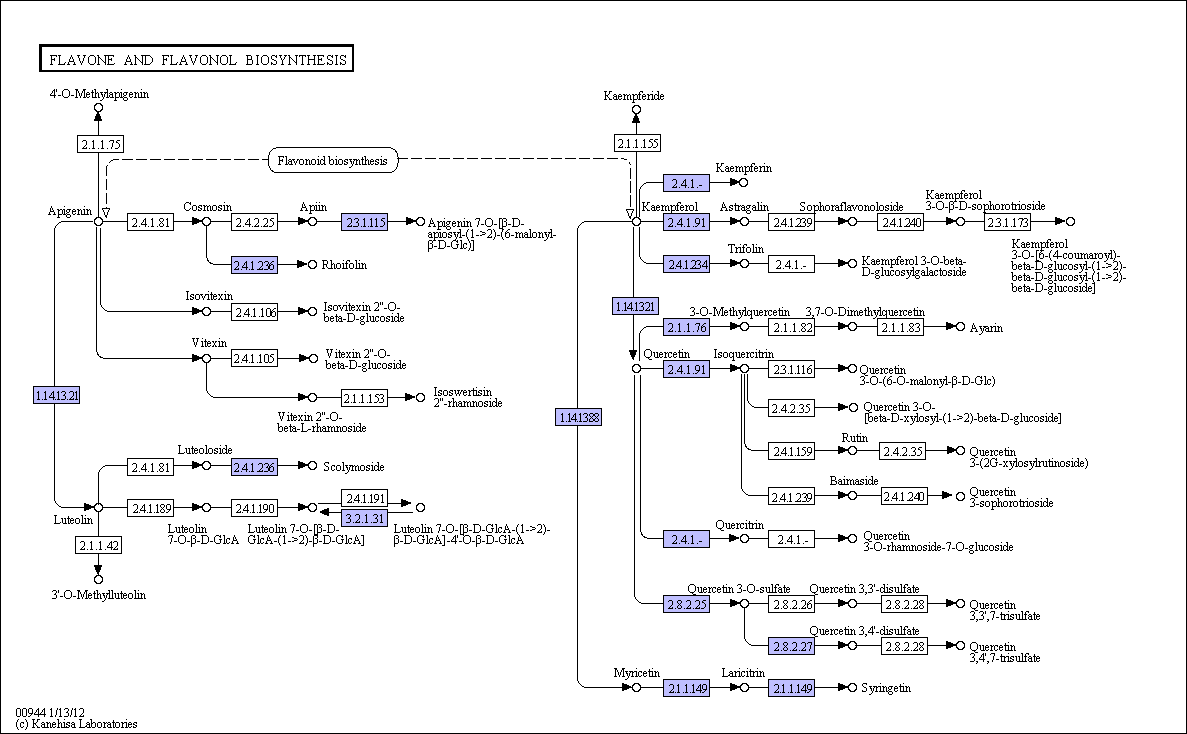 FLAVONE AND FLAVONOL BIOSYNTHESIS
4'-O-Methylapigenin
Kaempferide
2.1.1.75
2.1.1.155
Flavonoid biosynthesis
Kaempferin
2.4.1.-
Apigenin
Cosmosin
Apiin
2.4.1.81
2.4.2.25
2.3.1.115
Apigenin 7-O-[β-D-
apiosyl-(1->2)-(6-malonyl-
β-D-Glc)]
Kaempferol
Astragalin
Sophoraflavonoloside
Kaempferol
3-O-β-D-sophorotrioside
2.4.1.91
2.4.1.239
2.4.1.240
2.3.1.173
Kaempferol
3-O-[6-(4-coumaroyl)-
beta-D-glucosyl-(1->2)-
beta-D-glucosyl-(1->2)-
beta-D-glucoside]
2.4.1.236
Rhoifolin
Trifolin
2.4.1.234
2.4.1.-
Kaempferol 3-O-beta-
D-glucosylgalactoside
Isovitexin
2.4.1.106
Isovitexin 2"-O-
beta-D-glucoside
1.14.13.21
3-O-Methylquercetin
3,7-O-Dimethylquercetin
2.1.1.76
2.1.1.82
2.1.1.83
Ayarin
Vitexin
2.4.1.105
Vitexin 2"-O-
beta-D-glucoside
Quercetin
Isoquercitrin
2.4.1.91
2.3.1.116
Quercetin
3-O-(6-O-malonyl-β-D-Glc)
1.14.13.21
2.1.1.153
Isoswertisin
2"-rhamnoside
Vitexin 2"-O-
beta-L-rhamnoside
1.14.13.88
2.4.2.35
Quercetin 3-O-
[beta-D-xylosyl-(1->2)-beta-D-glucoside]
Luteoloside
2.4.1.81
2.4.1.236
Scolymoside
2.4.1.159
Rutin
2.4.2.35
Quercetin
3-(2G-xylosylrutinoside)
Luteolin
2.4.1.189
Luteolin
7-O-β-D-GlcA
2.4.1.190
Luteolin 7-O-[β-D-
GlcA-(1->2)-β-D-GlcA]
2.4.1.191
3.2.1.31
Luteolin 7-O-[β-D-GlcA-(1->2)-
β-D-GlcA]-4'-O-β-D-GlcA
2.4.1.239
Baimaside
2.4.1.240
Quercetin
3-sophorotrioside
2.1.1.42
3'-O-Methylluteolin
Quercitrin
2.4.1.-
2.4.1.-
Quercetin
3-O-rhamnoside-7-O-glucoside
Quercetin 3-O-sulfate
Quercetin 3,3'-disulfate
2.8.2.25
2.8.2.26
2.8.2.28
Quercetin
3,3',7-trisulfate
Quercetin 3,4'-disulfate
2.8.2.27
2.8.2.28
Quercetin
3,4',7-trisulfate
Myricetin
Laricitrin
2.1.1.149
2.1.1.149
Syringetin
00944 1/13/12
(c) Kanehisa Laboratories